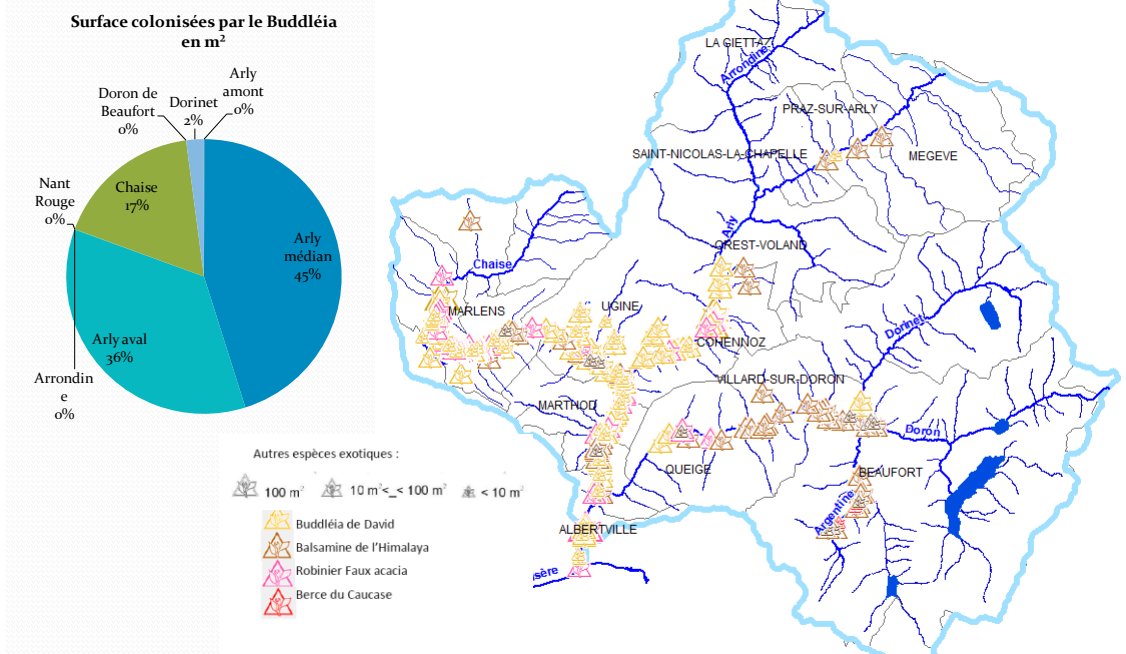 Surface colonisées par le Buddléia
en m²
Arly
amont
0%
Doron de
Beaufort
0%
Dorinet
2%
Nant
Rouge
0%
Chaise
17%
Arly
médian
45%
Arly aval
36%
Arrondin
e
0%
Autres espèces exotiques :
100 m²
10 m²<_< 100 m²
< 10 m²
Buddléia de David
Balsamine de l'Himalaya
Robinier Faux acacia
Berce du Caucase
LA GIETTAZ
Arrondine
PRAZ-SUR-ARLY
SAINT-NICOLAS-LA-CHAPELLE
MEGEVE
Arly
CREST-VOLAND
Chaise
MARLENS
UGINE
COHENNOZ
Dorinet
VILLARD-SUR-DORON
MARTHOD
Doron
QUEIGE
BEAUFORT
Argentine
ALBERTVILLE
sère